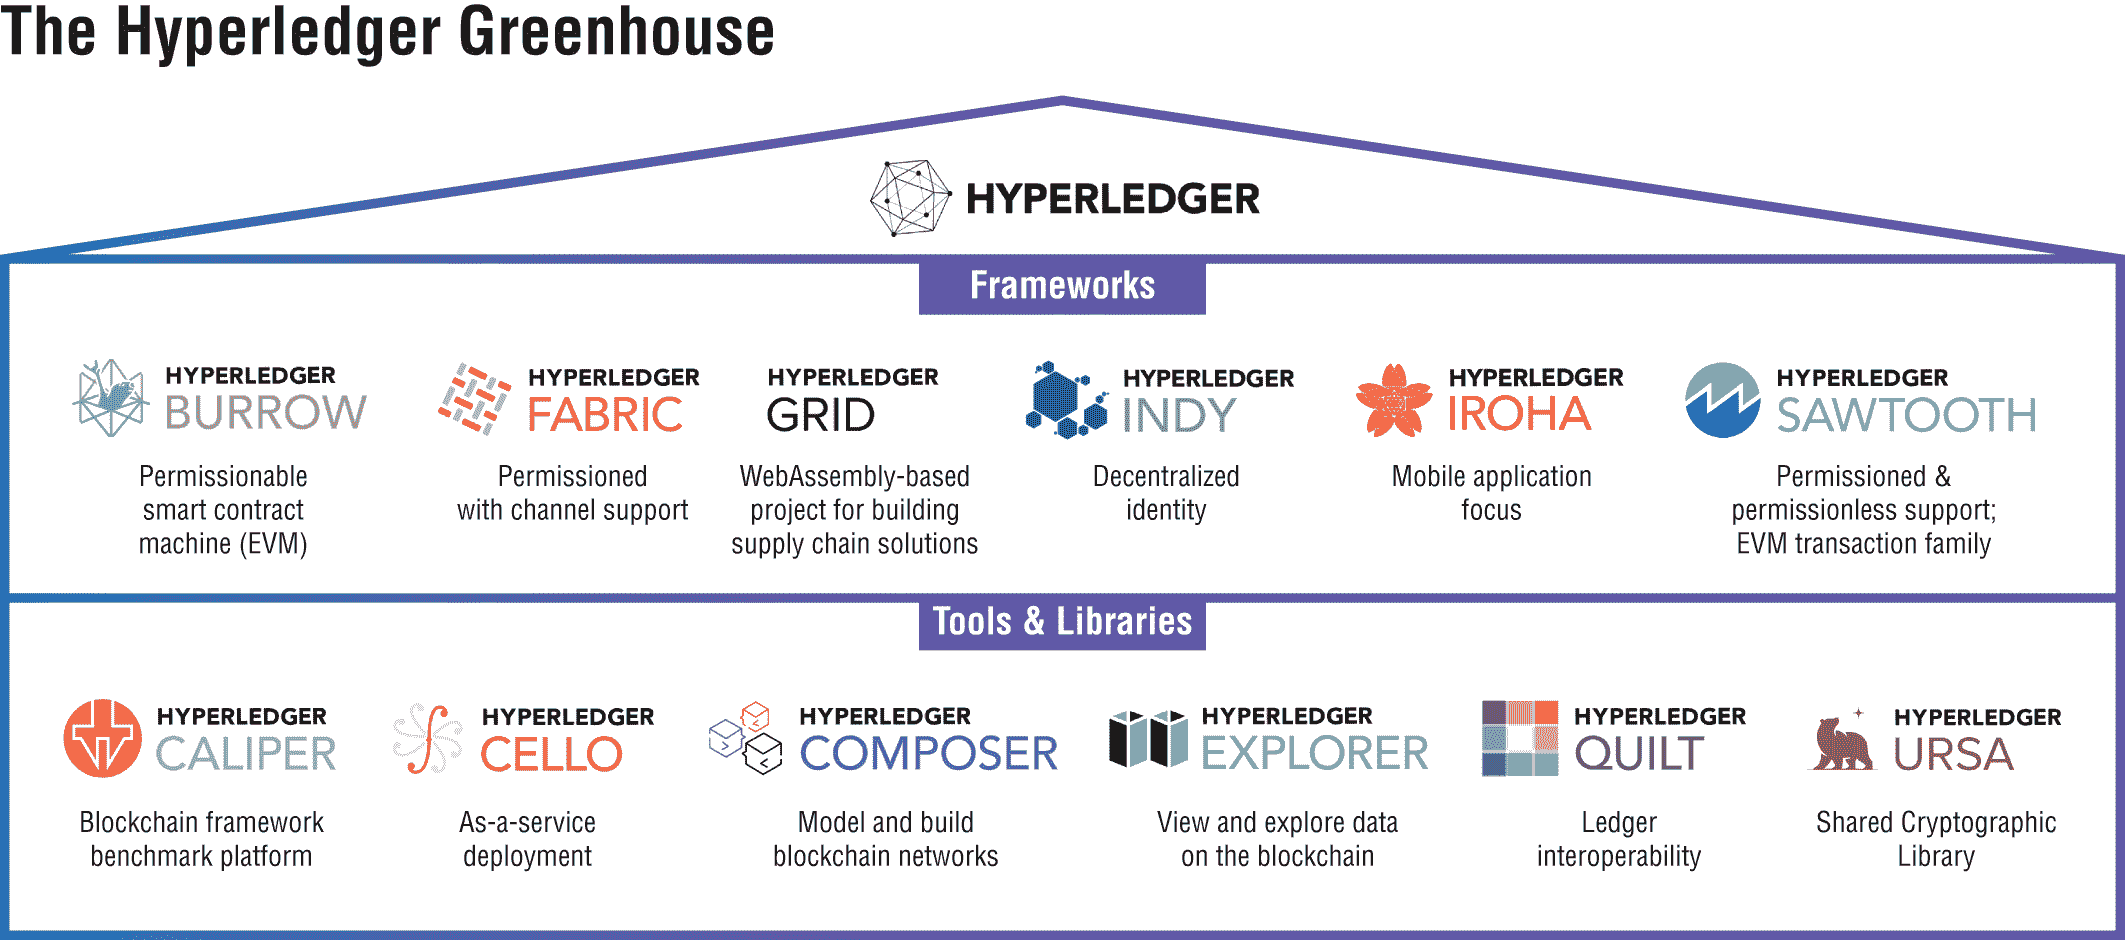 The Hyperledger Greenhouse
HYPERLEDGER
Frameworks
HYPERLEDGER
BURROW
Permissionable
smart contract
machine (EVM)
HYPERLEDGER
FABRIC
Permissioned
with channel support
HYPERLEDGER
GRID
WebAssembly-based
project for building
supply chain solutions
HYPERLEDGER
INDY
Decentralized
identity
HYPERLEDGER
IROHA
Mobile application
focus
HYPERLEDGER
SAWTOOTH
Permissioned &
permissionless support;
EVM transaction family
Tools & Libraries
HYPERLEDGER
CALIPER
Blockchain framework
benchmark platform
HYPERLEDGER
CELLO
As-a-service
deployment
HYPERLEDGER
COMPOSER
Model and build
blockchain networks
HYPERLEDGER
EXPLORER
View and explore data
on the blockchain
HYPERLEDGER
QUILT
Ledger
interoperability
HYPERLEDGER
URSA
Shared Cryptographic
Library